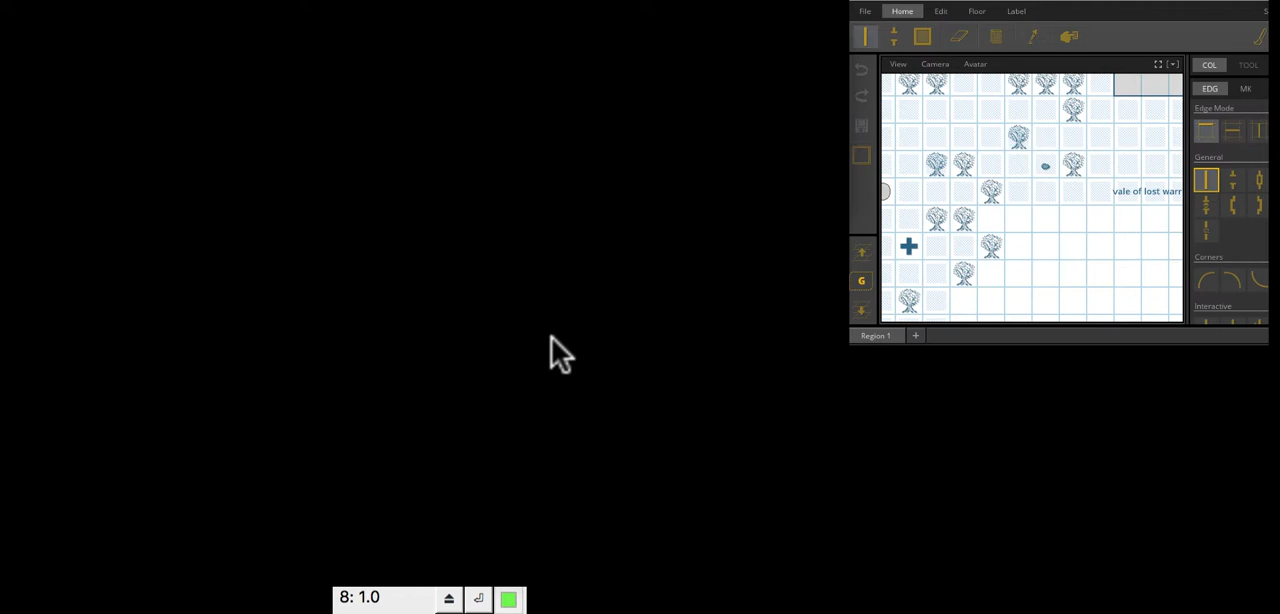 File Home Edit Floor Label S
View Camera Avatar
COL TOOL
EDG MK
Edge Mode
General
vale of lost warr
G
Corners
Interactive
Region 1 +
8: 1.0